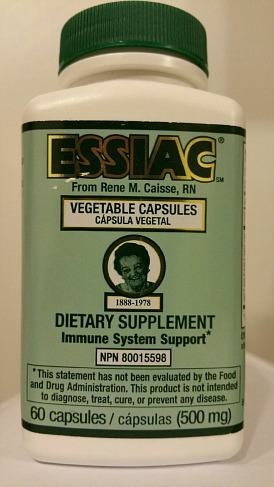 ESSIAC®
SM
From Rene M. Caisse, RN
VEGETABLE CAPSULES
CÁPSULA VEGETAL
1888-1978
DIETARY SUPPLEMENT
Immune System Support*
NPN 80015598
*This statement has not been evaluated by the Food
and Drug Administration. This product is not intended
to diagnose, treat, cure, or prevent any disease.
60 capsules / cápsulas (500 mg)